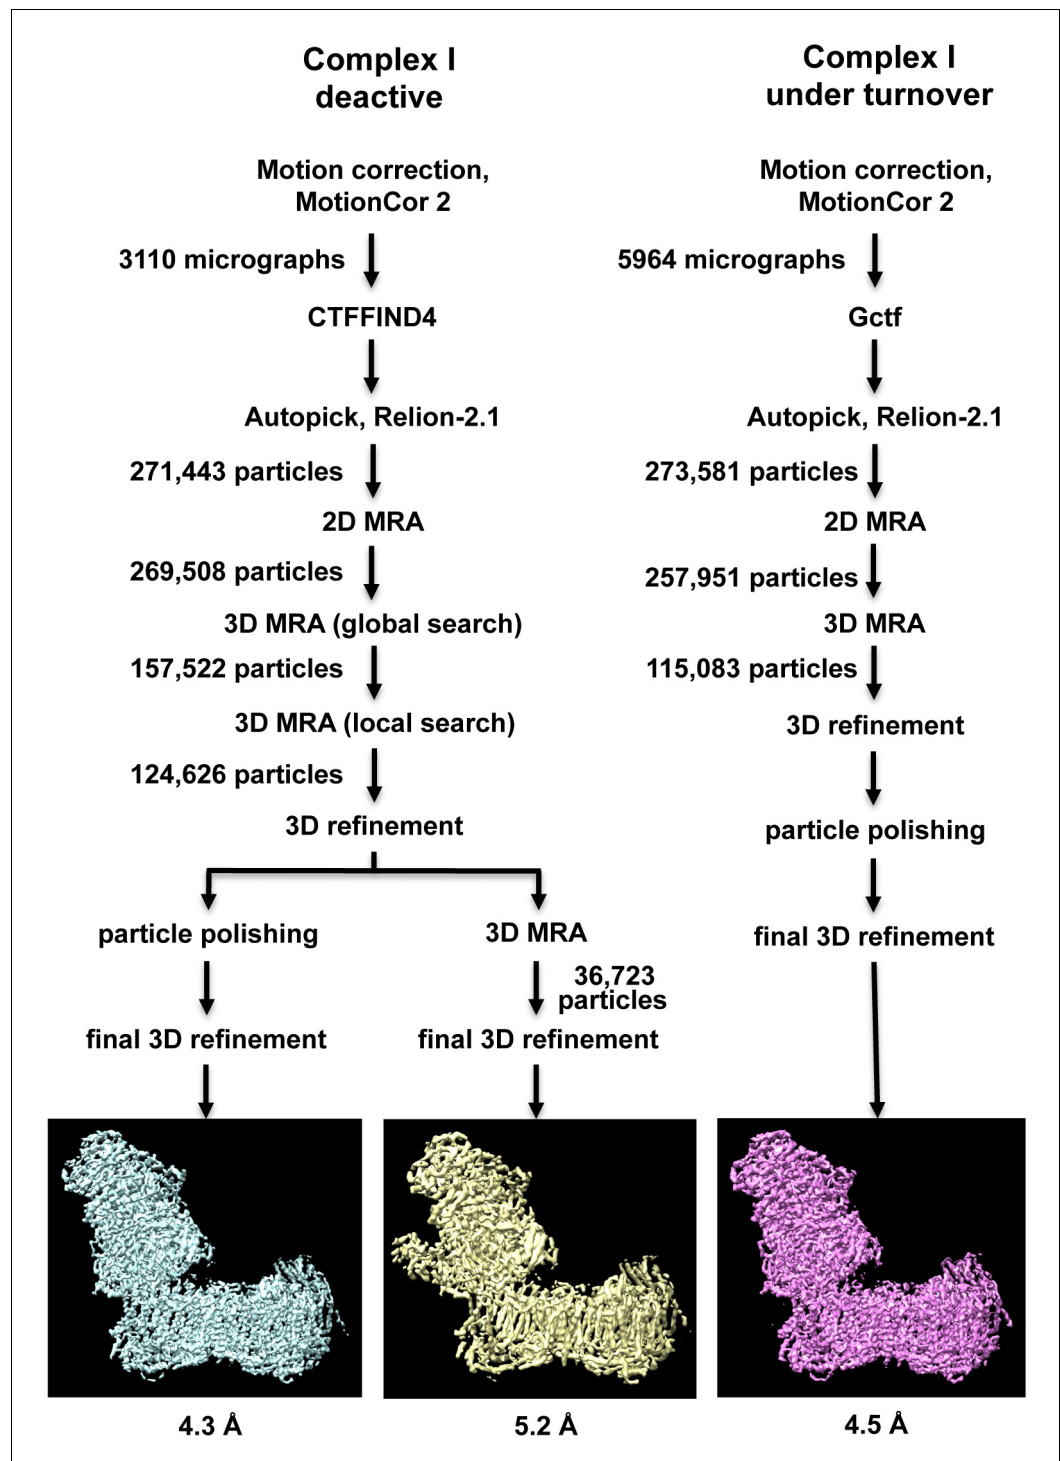 Complex I
deactive
Motion correction,
MotionCor 2
3110 micrographs
CTFFIND4
Autopick, Relion-2.1
271,443 particles
2D MRA
269,508 particles
3D MRA (global search)
157,522 particles
3D MRA (local search)
124,626 particles
3D refinement
particle polishing
final 3D refinement
4.3 Å
3D MRA
36,723
particles
final 3D refinement
5.2 Å
Complex I
under turnover
Motion correction,
MotionCor 2
5964 micrographs
Gctf
Autopick, Relion-2.1
273,581 particles
2D MRA
257,951 particles
3D MRA
115,083 particles
3D refinement
particle polishing
final 3D refinement
4.5 Å